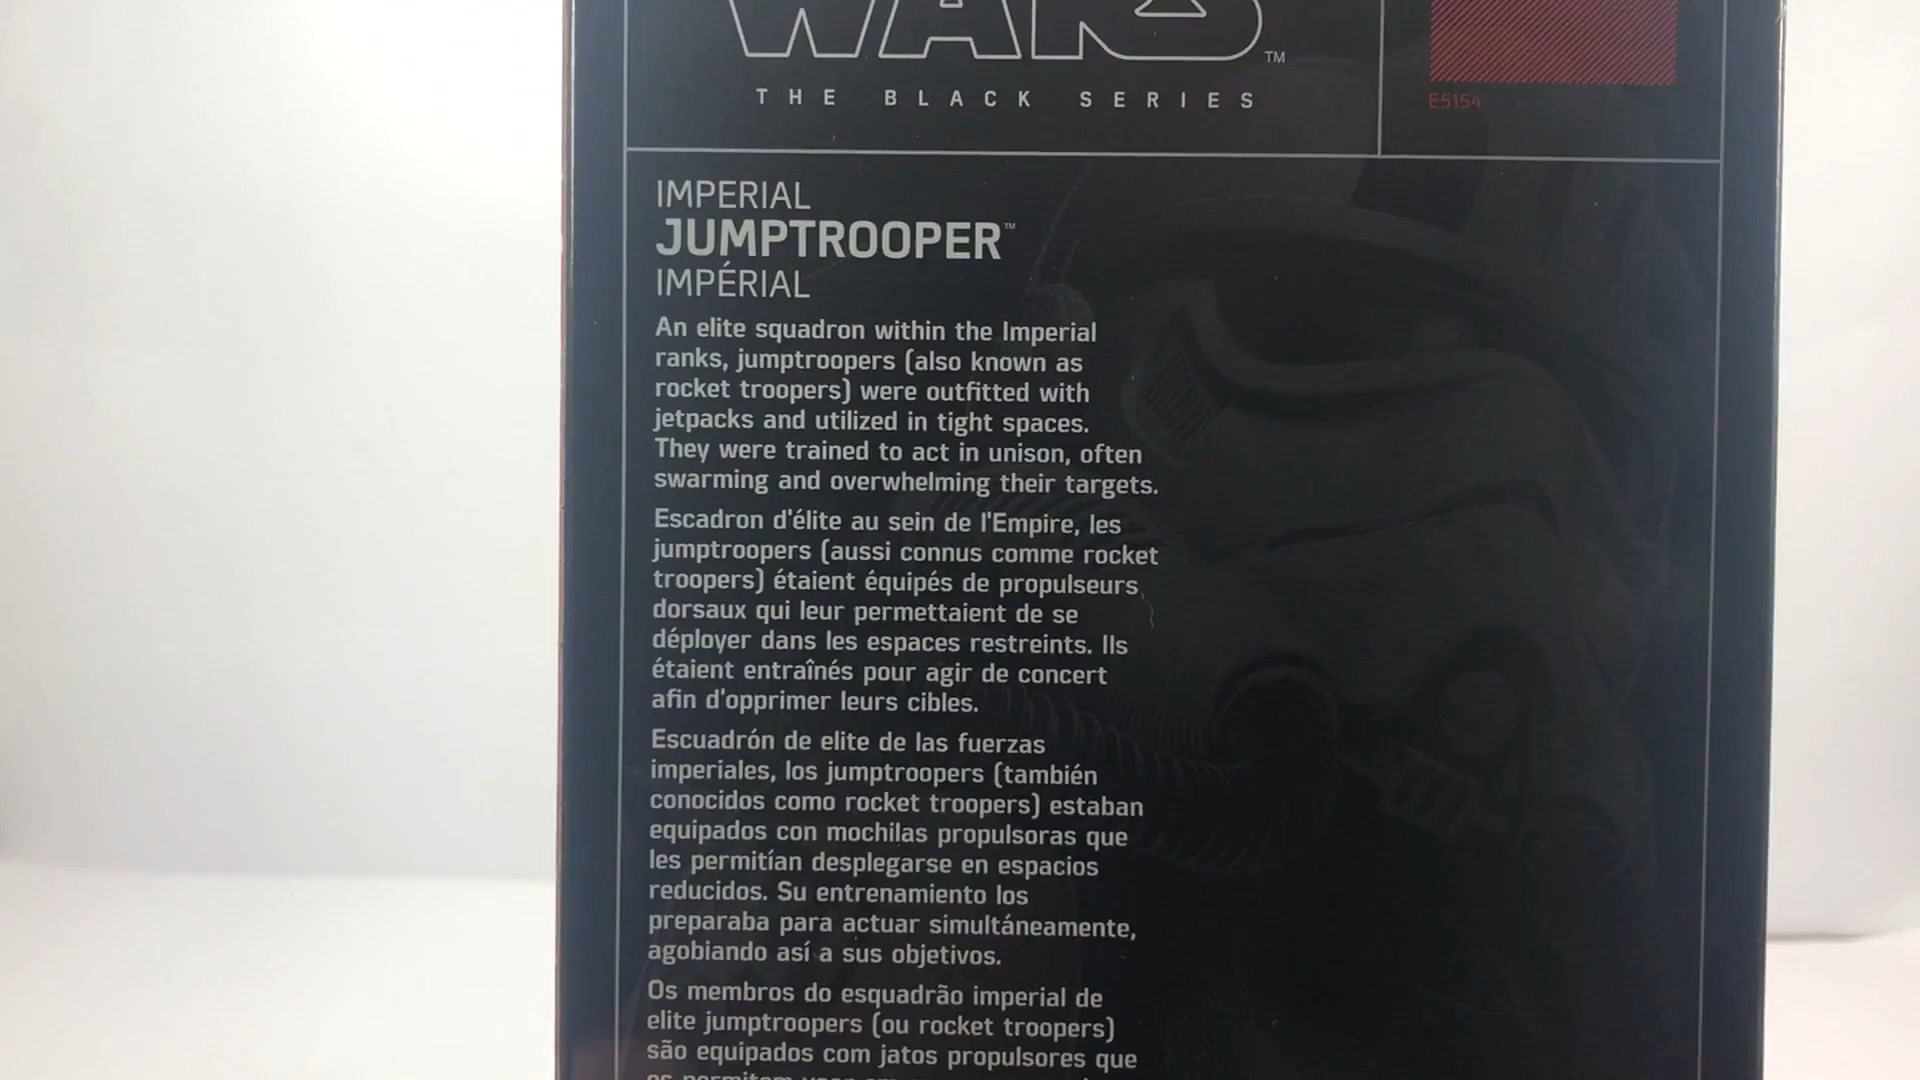 WARS™
THE BLACK SERIES
E5154
IMPERIAL
JUMPTROOPER™
IMPÉRIAL
An elite squadron within the Imperial
ranks, jumptroopers (also known as
rocket troopers) were outfitted with
jetpacks and utilized in tight spaces.
They were trained to act in unison, often
swarming and overwhelming their targets.
Escadron d'élite au sein de l'Empire, les
jumptroopers (aussi connus comme rocket
troopers) étaient équipés de propulseurs
dorsaux qui leur permettaient de se
déployer dans les espaces restreints. Ils
étaient entraînés pour agir de concert
afin d'opprimer leurs cibles.
Escuadrón de elite de las fuerzas
imperiales, los jumptroopers (también
conocidos como rocket troopers) estaban
equipados con mochilas propulsoras que
les permitían desplegarse en espacios
reducidos. Su entrenamiento los
preparaba para actuar simultáneamente,
agobiando así a sus objetivos.
Os membros do esquadrão imperial de
elite jumptroopers (ou rocket troopers)
são equipados com jatos propulsores que
os permitem